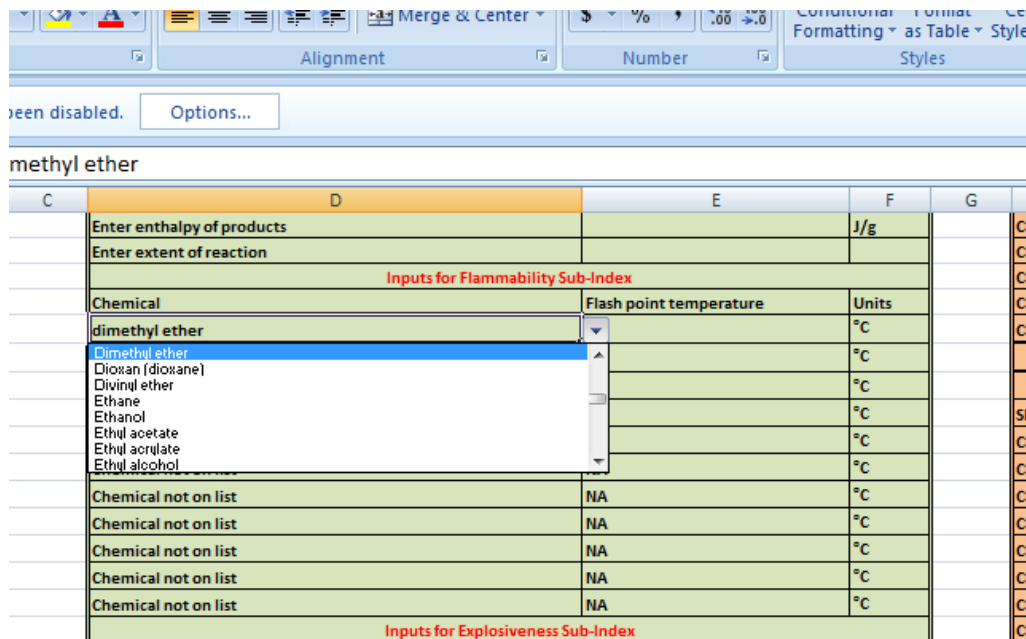 Merge & Center
$ % , .00 .0
Conditional Format
Formatting as Table Style
Alignment
Number
Styles
been disabled.
Options...
methyl ether
C D E F G
Enter enthalpy of products J/g
Enter extent of reaction
Inputs for Flammability Sub-Index
Chemical Flash point temperature Units
dimethyl ether °C
Dimethyl ether °C
Dioxan (dioxane)
Divinyl ether °C
Ethane
Ethanol °C
Ethyl acetate °C
Ethyl acrylate
Ethyl alcohol °C
Chemical not on list NA °C
Chemical not on list NA °C
Chemical not on list NA °C
Chemical not on list NA °C
Chemical not on list NA °C
Inputs for Explosiveness Sub-Index